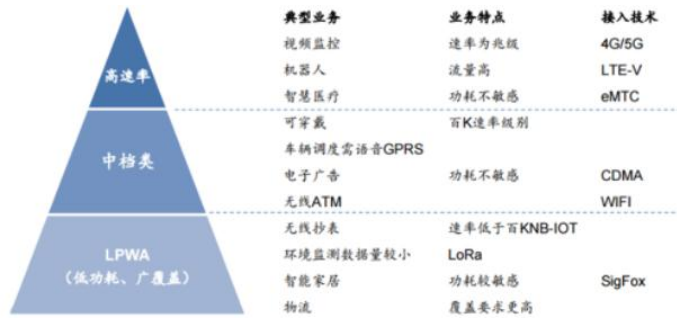 典型业务 业务特点 接入技术
视频监控 速率为兆级 4G/5G
高速率
机器人 流量高 LTE-V
智慧医疗 功耗不敏感 eMTC
可穿戴 百K速率级别
车辆调度需语音GPRS
中档类
电子广告 功耗不敏感 CDMA
无线ATM WIFI
无线抄表 速率低于百KNB-IOT
LPWA
环境监测数据量较小 LoRa
（低功耗、广覆盖）
智能家居 功耗较敏感 SigFox
物流 覆盖要求更高